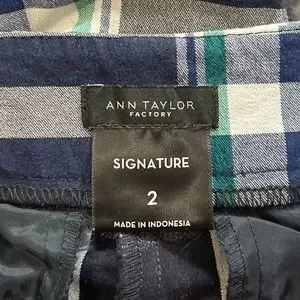 ANN TAYLOR
FACTORY
SIGNATURE
2
MADE IN INDONESIA